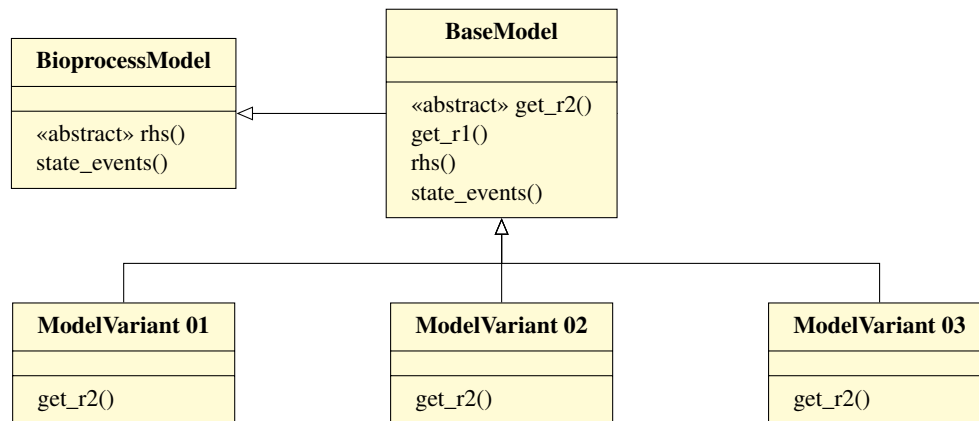 BioprocessModel
«abstract» rhs()
state_events()
BaseModel
«abstract» get_r2()
get_r1()
rhs()
state_events()
ModelVariant 01
get_r2()
ModelVariant 02
get_r2()
ModelVariant 03
get_r2()